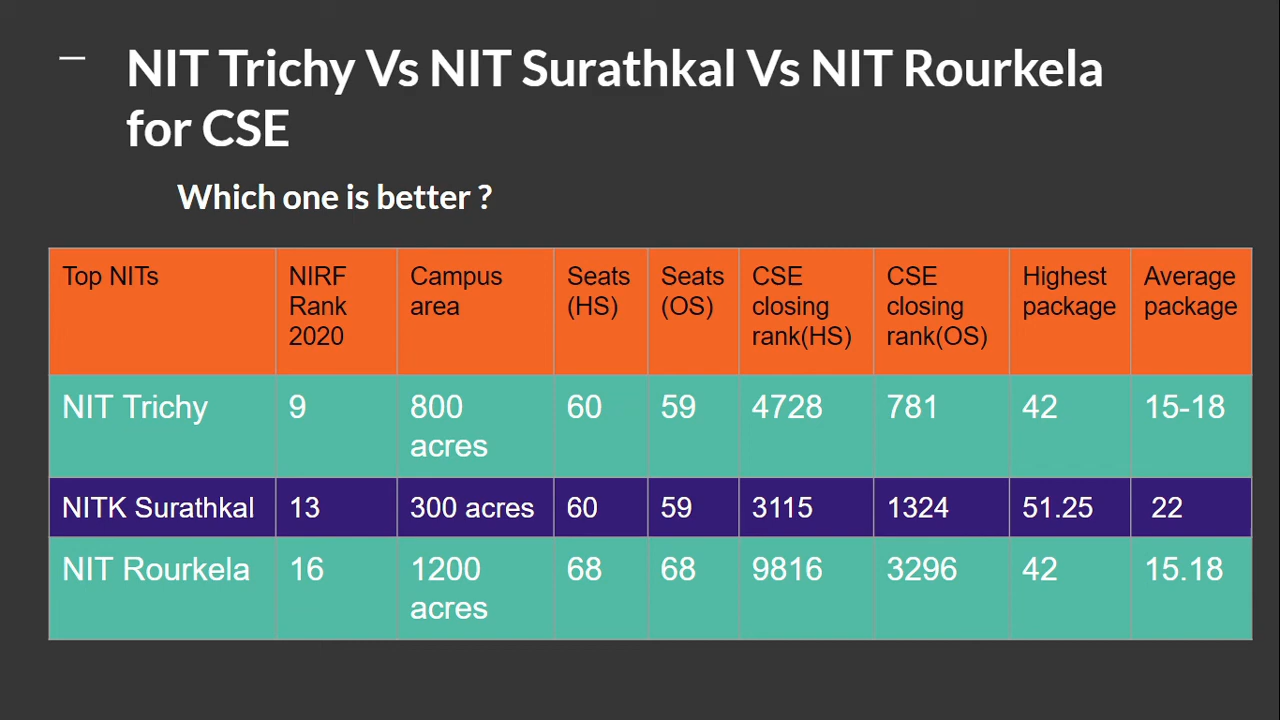 NIT Trichy Vs NIT Surathkal Vs NIT Rourkela
for CSE
Which one is better ?
Top NITs
NIRF
Rank
2020
Campus
area
Seats
(HS)
Seats
(OS)
CSE
closing
rank(HS)
CSE
closing
rank(OS)
Highest
package
Average
package
NIT Trichy
9
800
acres
60
59
4728
781
42
15-18
NITK Surathkal
13
300 acres
60
59
3115
1324
51.25
22
NIT Rourkela
16
1200
acres
68
68
9816
3296
42
15.18